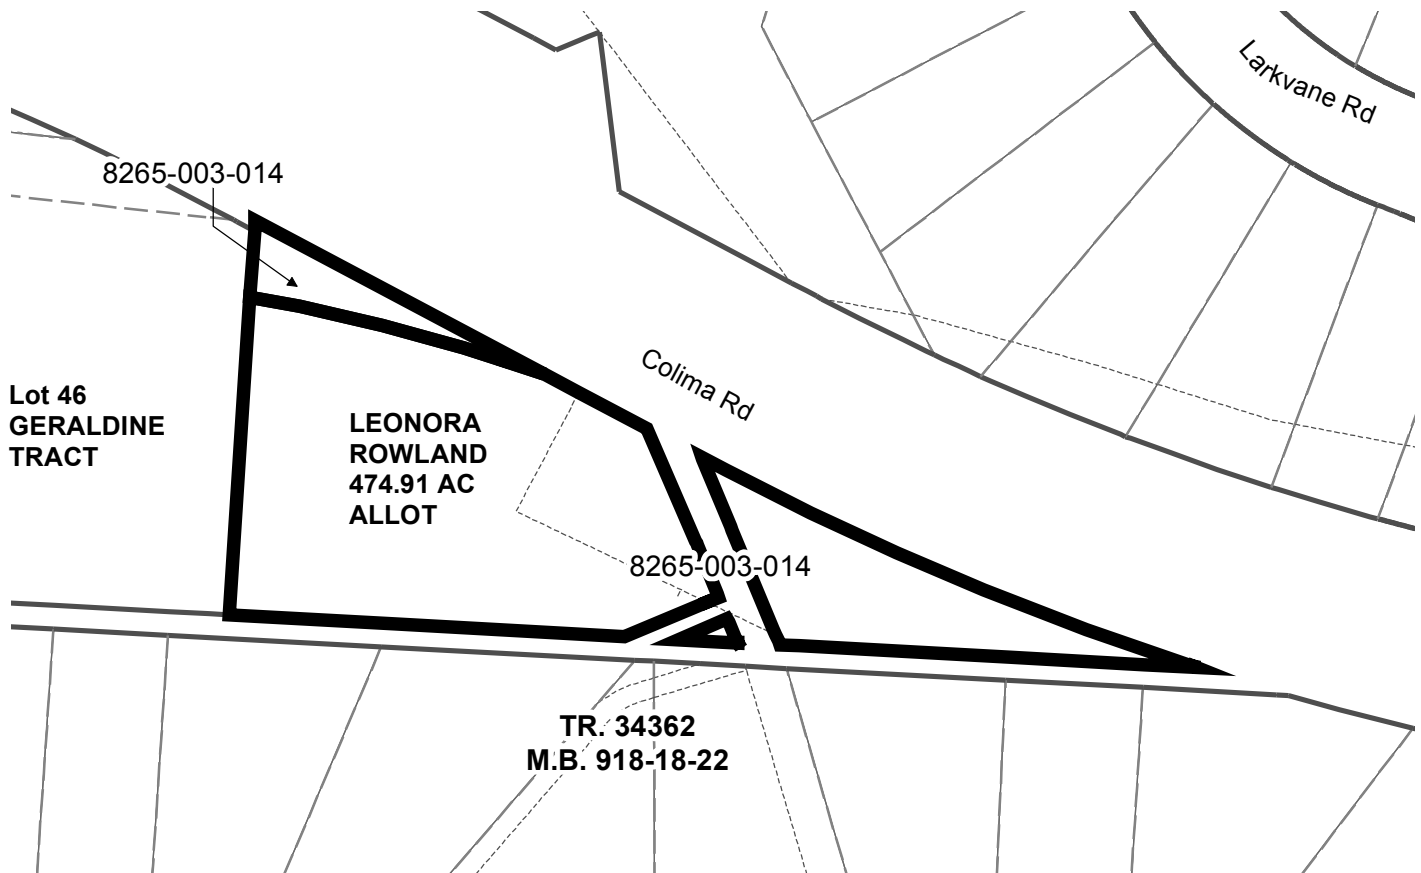 Larkvane Rd
8265-003-014
Colima Rd
Lot 46
GERALDINE
TRACT
LEONORA
ROWLAND
474.91 AC
ALLOT
8265-003-014
TR. 34362
M.B. 918-18-22